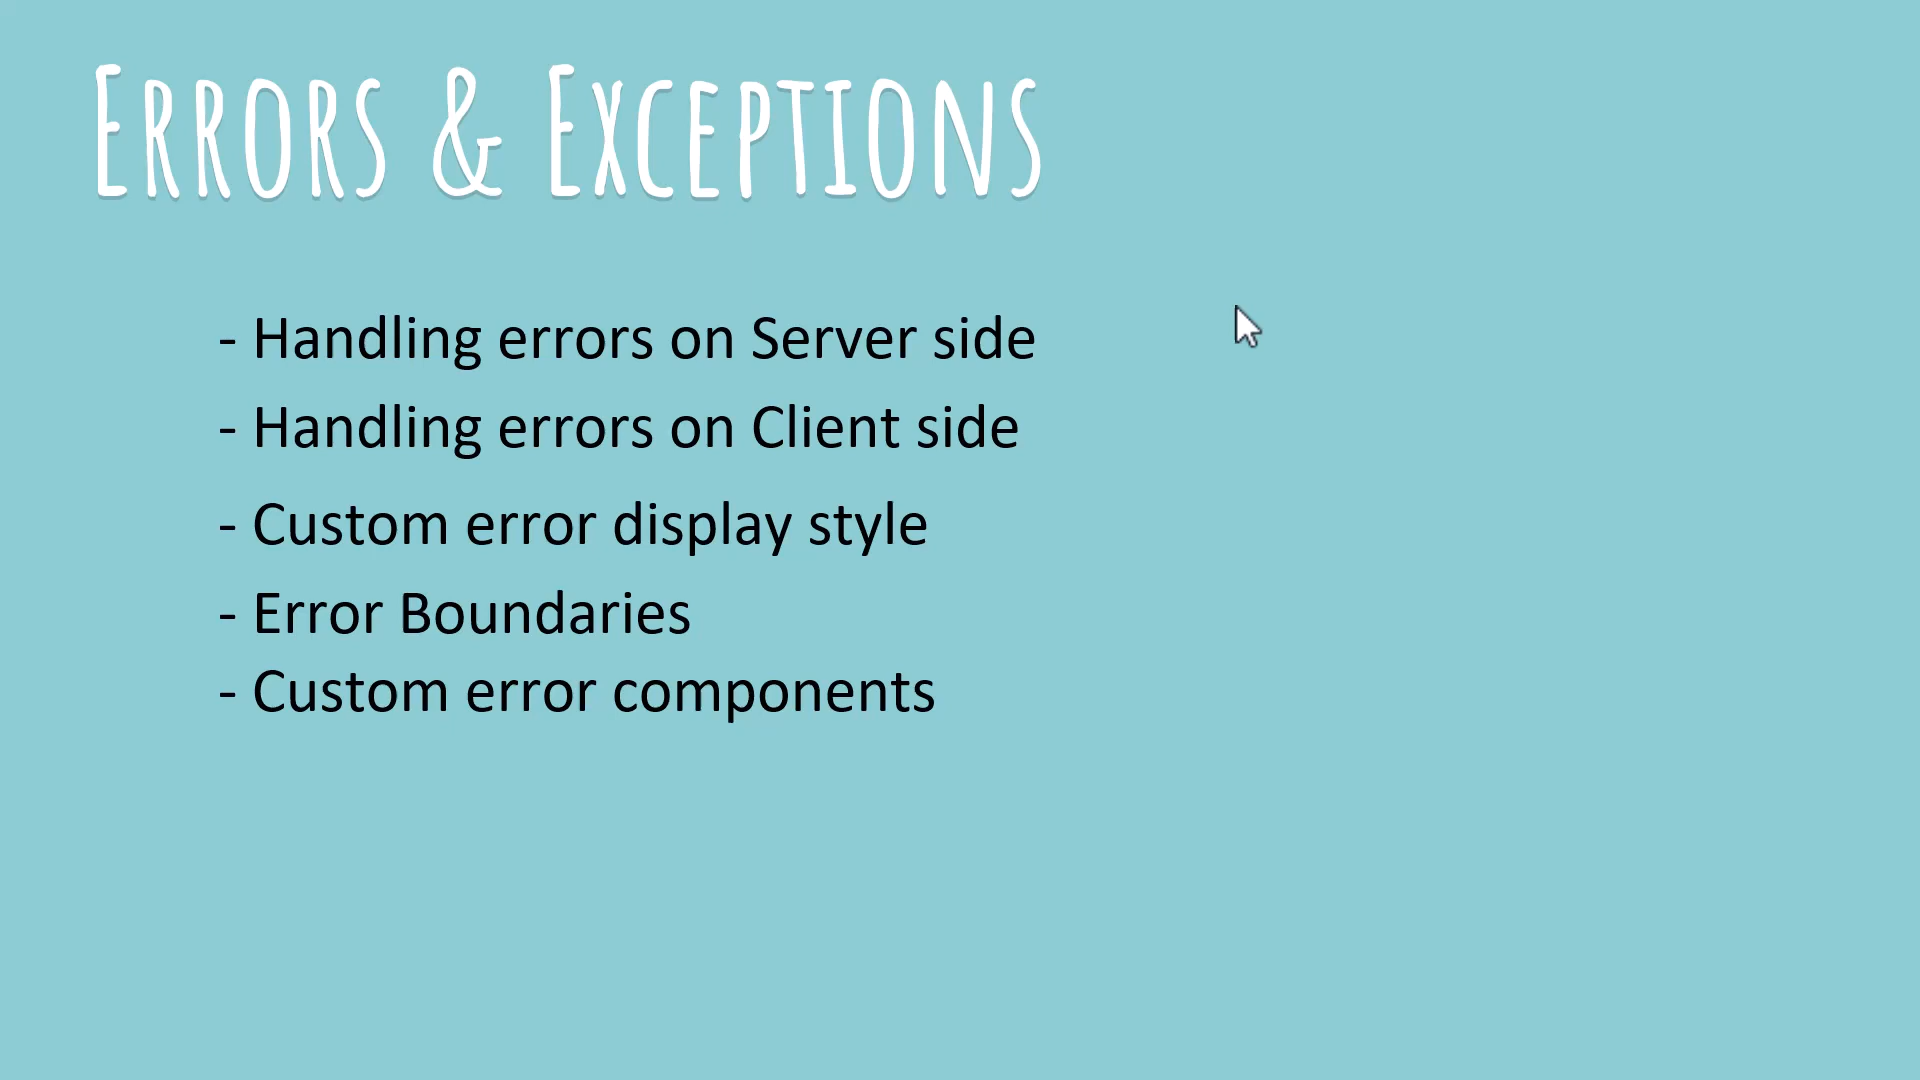 Errors & Exceptions
- Handling errors on Server side
- Handling errors on Client side
- Custom error display style
- Error Boundaries
- Custom error components